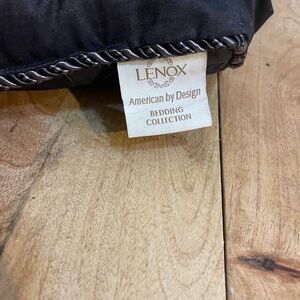 LENOX
American by Design
BEDDING
COLLECTION